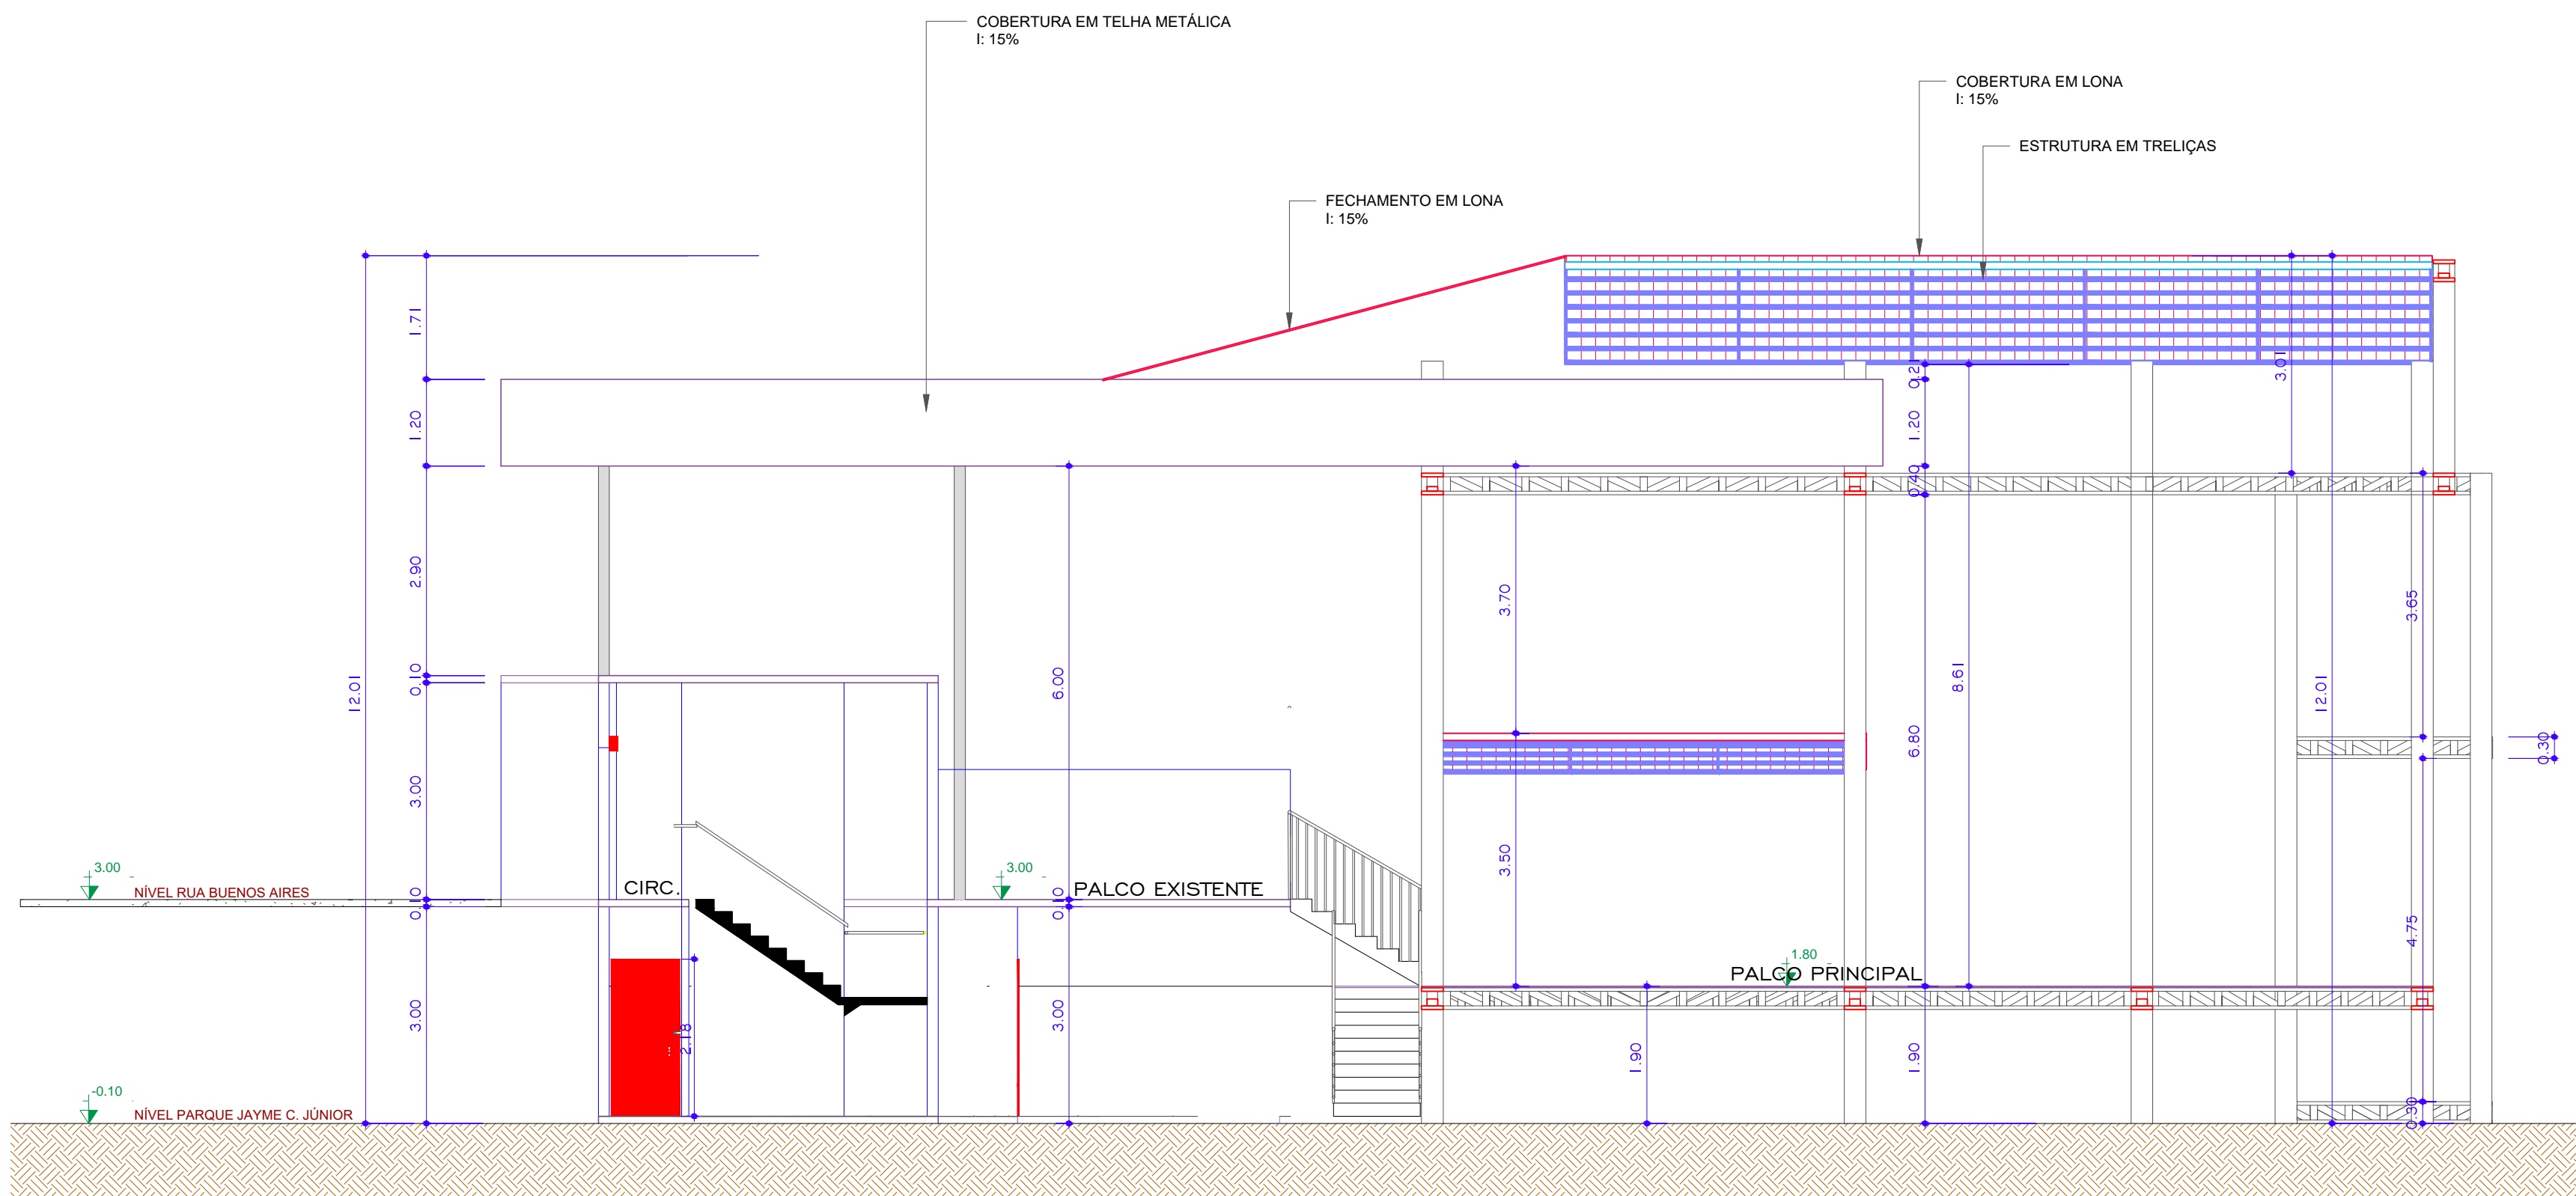 COBERTURA EM TELHA METÁLICA
I: 15%
COBERTURA EM LONA
I: 15%
ESTRUTURA EM TRELIÇAS
FECHAMENTO EM LONA
I: 15%
1.71
1.20
2.90
0.10
3.00
0.10
3.00
12.01
6.00
0.10
3.00
2.18
3.70
3.50
1.90
0.21
1.20
0.40
6.80
1.90
8.61
3.01
12.01
3.65
0.30
4.75
0.30
3.00
NÍVEL RUA BUENOS AIRES
CIRC.
3.00
PALCO EXISTENTE
1.80
PALCO PRINCIPAL
-0.10
NÍVEL PARQUE JAYME C. JÚNIOR